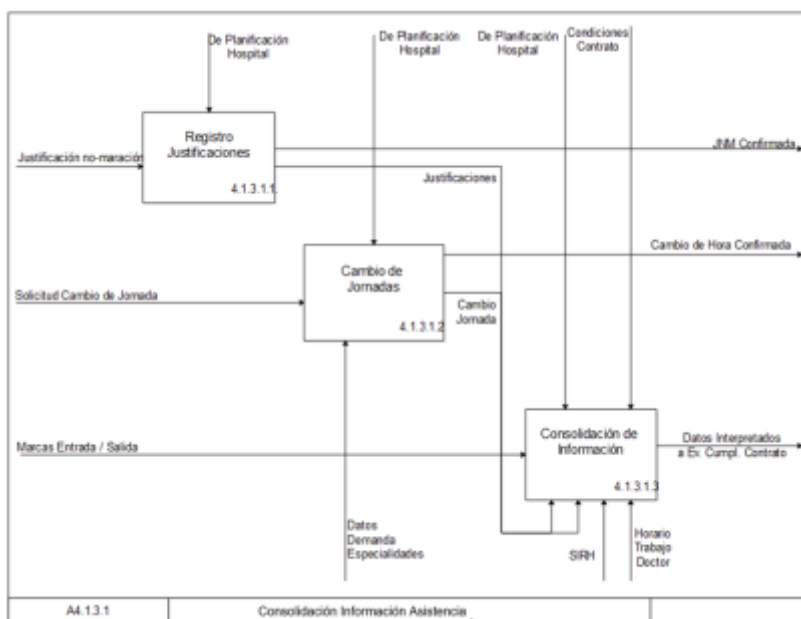 De Planificación
Hospital
De Planificación
Hospital
De Planificación
Hospital
Condiciones
Contrato
Registro
Justificaciones
4.1.3.1.1
Justificación no-maración
JNM Confirmada
Justificaciones
Cambio de
Jornadas
4.1.3.1.2
Cambio de Hora Confirmada
Solicitud Cambio de Jornada
Cambio
Jornada
Consolidación de
Información
4.1.3.1.3
Marcas Entrada / Salida
Datos Interpretados
a Ex. Cumpl. Contrato
Datos
Demanda
Especialidades
SIRH
Horario
Trabajo
Doctor
A4.1.3.1
Consolidación Información Asistencia